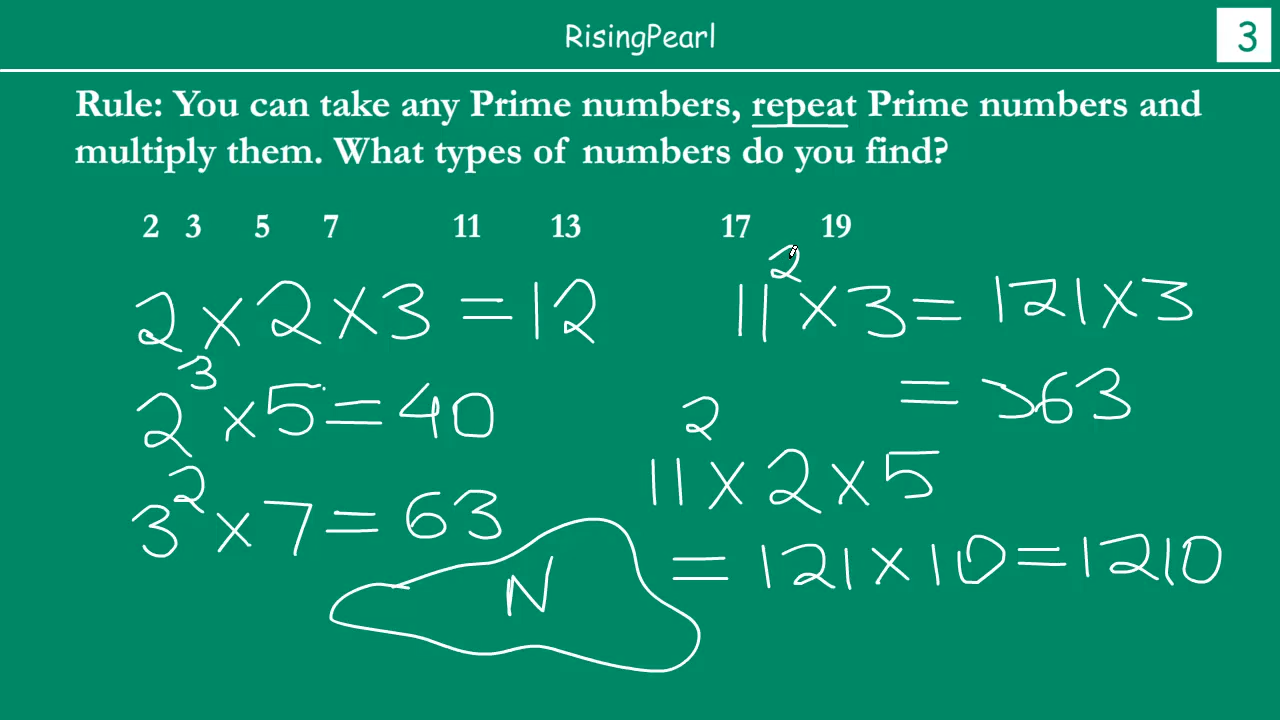 RisingPearl
3
Rule: You can take any Prime numbers, repeat Prime numbers and
multiply them. What types of numbers do you find?
2 3 5 7 11 13 17 19
2 × 2 × 3 = 12
2³ × 5 = 40
3² × 7 = 63
N
11² × 3 = 121 × 3
= 363
11² × 2 × 5
= 121 × 10 = 1210